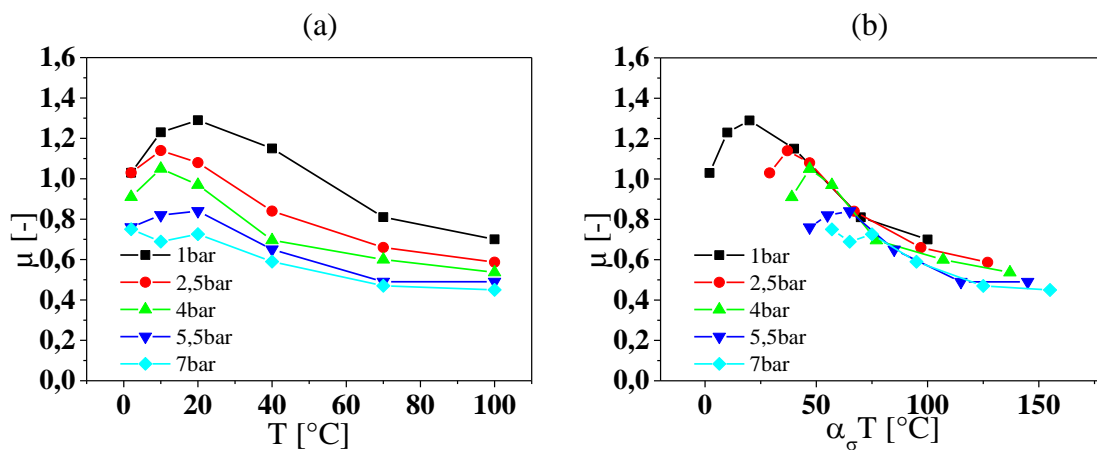 (a)
1,6
1,4
1,2
1,0
0,8
0,6
0,4
0,2
0,0
μ [-]
1bar
2,5bar
4bar
5,5bar
7bar
0 20 40 60 80 100
T [°C]
(b)
1,6
1,4
1,2
1,0
0,8
0,6
0,4
0,2
0,0
μ [-]
1bar
2,5bar
4bar
5,5bar
7bar
0 50 100 150
ασT [°C]